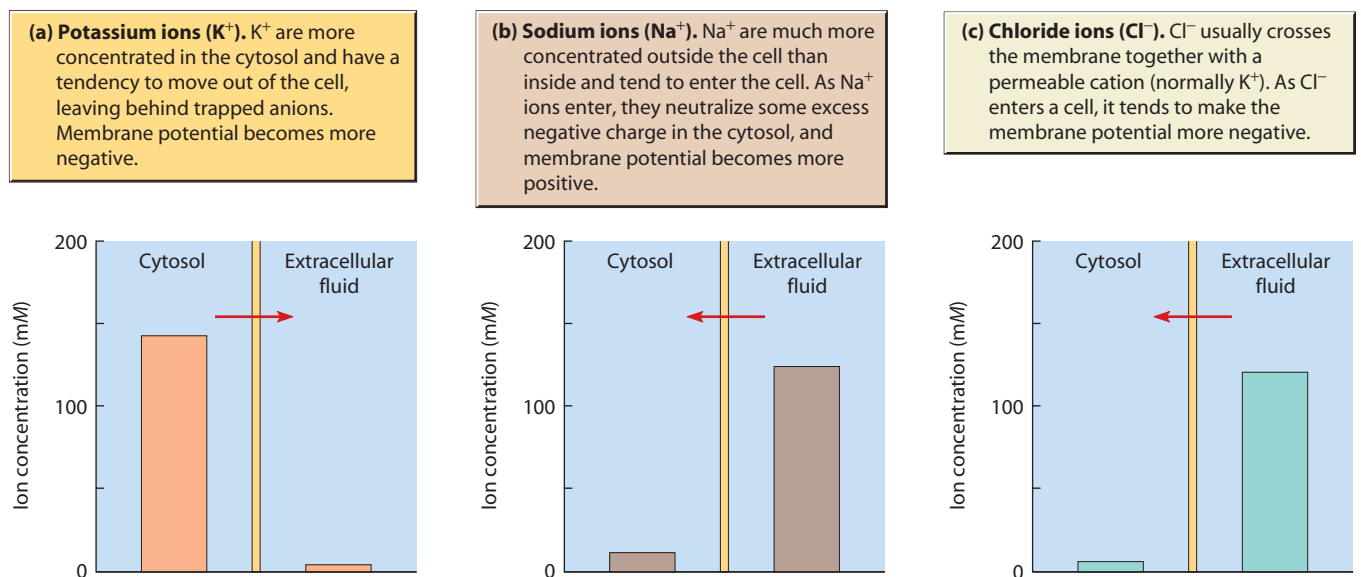 (a) Potassium ions (K⁺). K⁺ are more
concentrated in the cytosol and have a
tendency to move out of the cell,
leaving behind trapped anions.
Membrane potential becomes more
negative.
(b) Sodium ions (Na⁺). Na⁺ are much more
concentrated outside the cell than
inside and tend to enter the cell. As Na⁺
ions enter, they neutralize some excess
negative charge in the cytosol, and
membrane potential becomes more
positive.
(c) Chloride ions (Cl⁻). Cl⁻ usually crosses
the membrane together with a
permeable cation (normally K⁺). As Cl⁻
enters a cell, it tends to make the
membrane potential more negative.
200
Cytosol
Extracellular
fluid
Ion concentration (mM)
100
0
200
Cytosol
Extracellular
fluid
Ion concentration (mM)
100
0
200
Cytosol
Extracellular
fluid
Ion concentration (mM)
100
0